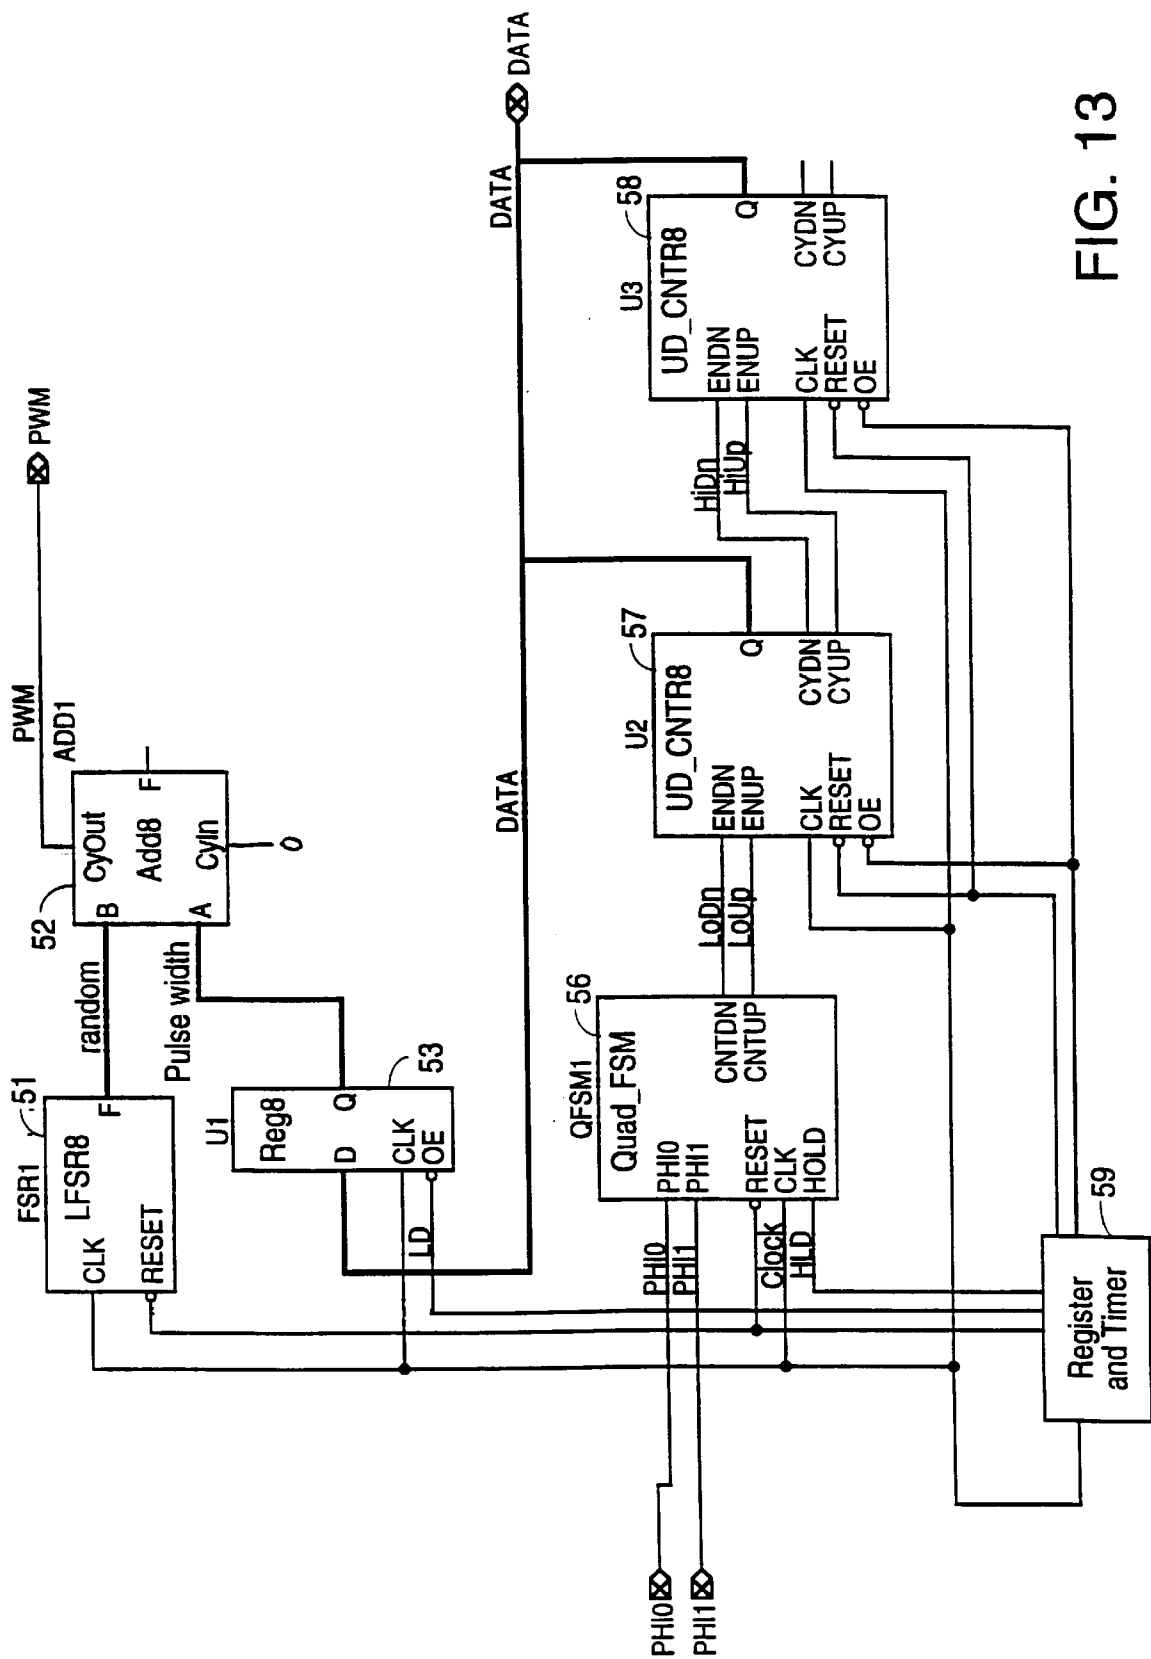 PWM
PWM
ADD1
52
CyOut
B
Add8
F
A
CyIn
0
random
Pulse width
FSR1
51
LFSR8
F
CLK
RESET
U1
53
Reg8
D
Q
CLK
OE
LD
DATA
DATA
DATA
QFSM1
56
Quad_FSM
PHI0
PHI1
CNTDN
CNTUP
RESET
CLK
HOLD
PHI0
PHI1
Clock
HLD
PHI0
PHI1
LoDn
LoUp
U2
57
UD_CNTR8
Q
ENDN
ENUP
CYDN
CYUP
CLK
RESET
OE
HiDn
HiUp
U3
58
UD_CNTR8
Q
ENDN
ENUP
CYDN
CYUP
CLK
RESET
OE
59
Register
and Timer
FIG. 13